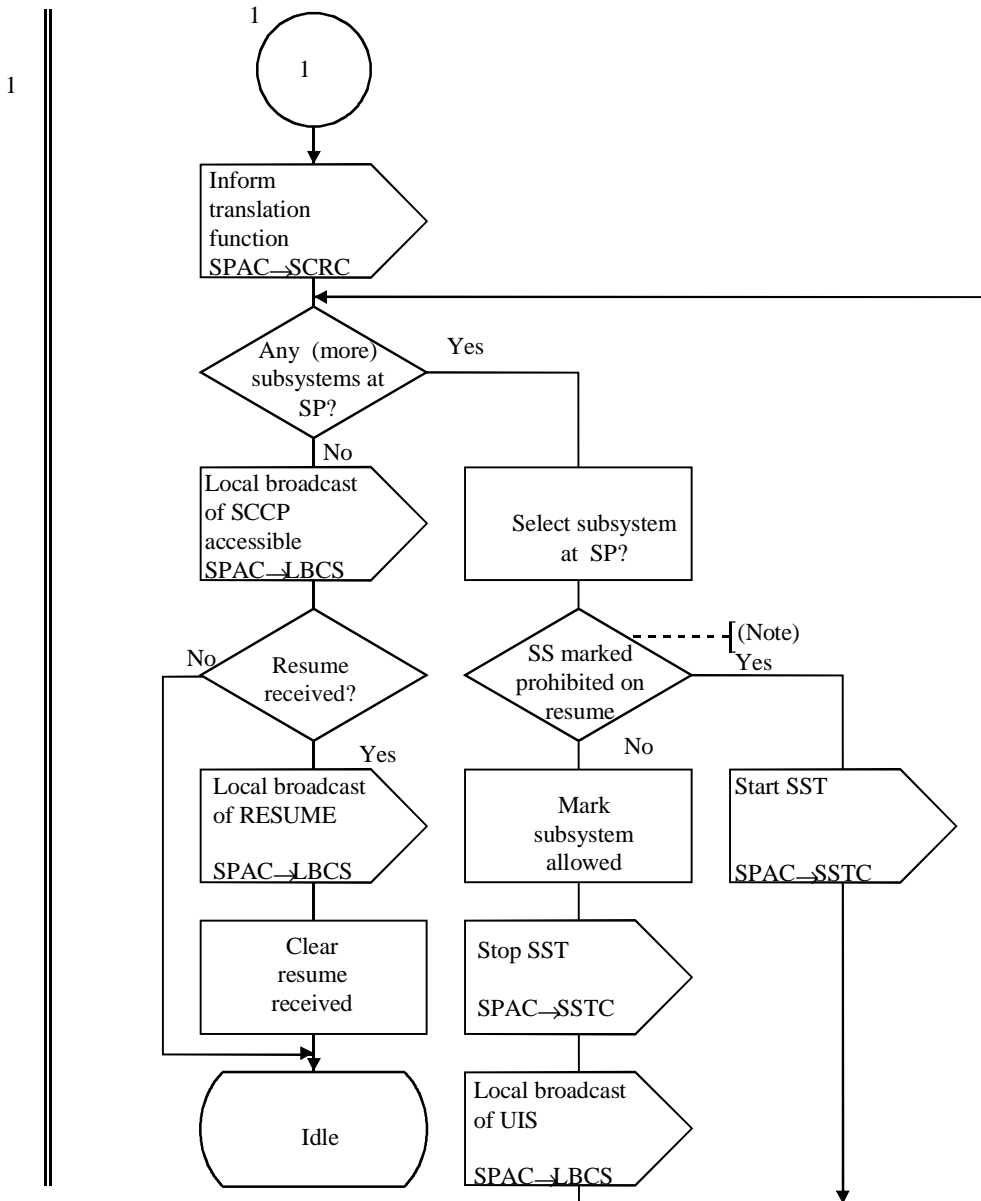 1
1
1
Inform
translation
function
SPAC→SCRC
Any (more)
subsystems at
SP?
Yes
No
Local broadcast
of SCCP
accessible
SPAC→LBCS
Select subsystem
at SP?
(Note)
No
Resume
received?
SS marked
prohibited on
resume
Yes
Yes
No
Local broadcast
of RESUME
SPAC→LBCS
Mark
subsystem
allowed
Start SST
SPAC→SSTC
Clear
resume
received
Stop SST
SPAC→SSTC
Idle
Local broadcast
of UIS
SPAC→LBCS